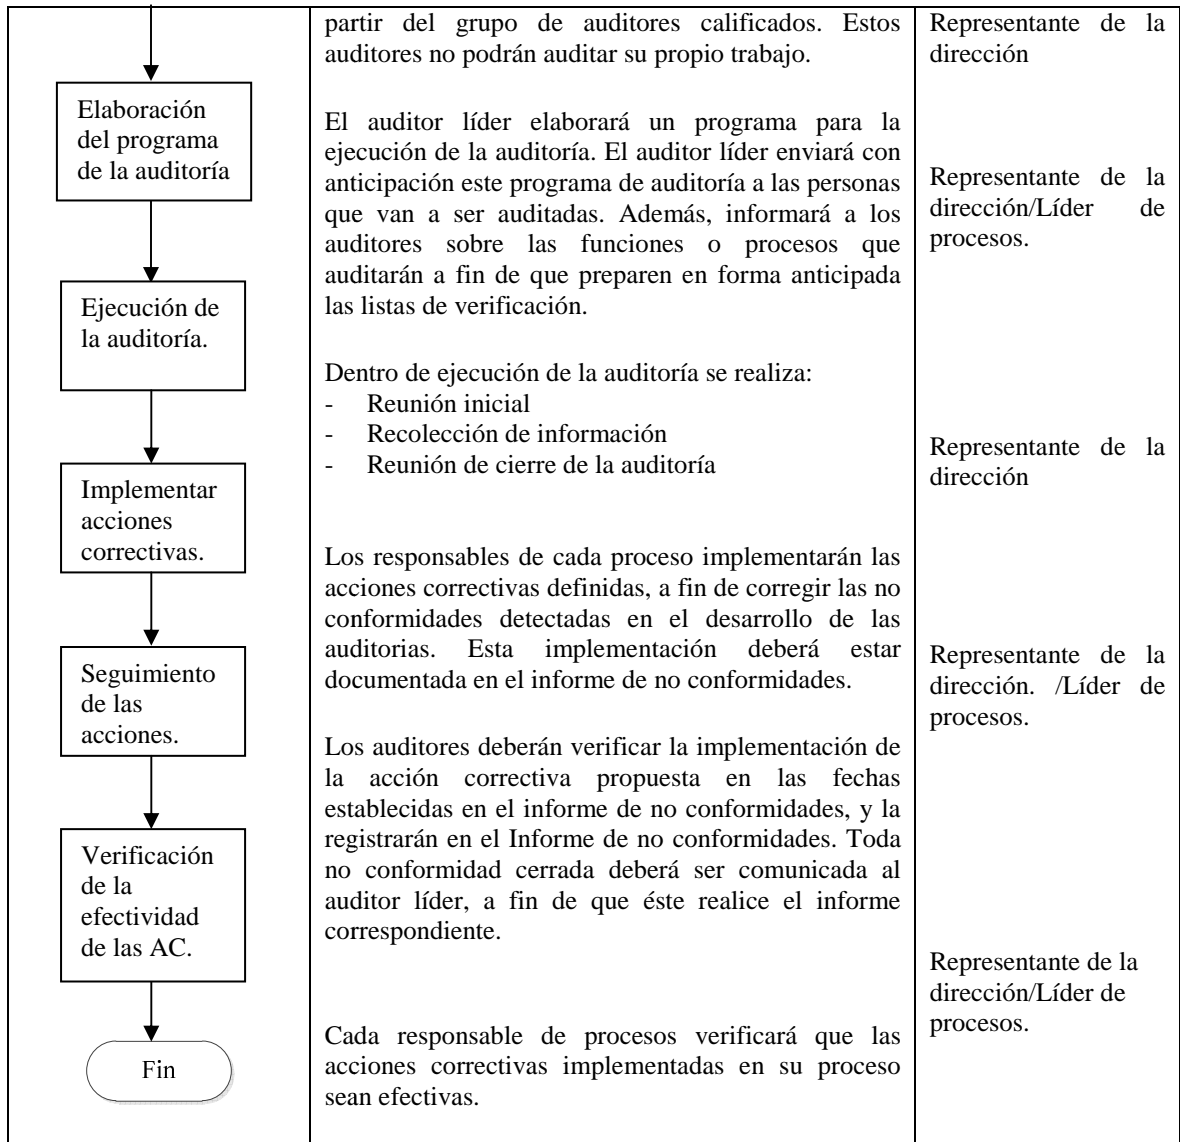 Elaboración
del programa
de la auditoría
Ejecución de
la auditoría.
Implementar
acciones
correctivas.
Seguimiento
de las
acciones.
Verificación
de la
efectividad
de las AC.
Fin
partir del grupo de auditores calificados. Estos
auditores no podrán auditar su propio trabajo.
El auditor líder elaborará un programa para la
ejecución de la auditoría. El auditor líder enviará con
anticipación este programa de auditoría a las personas
que van a ser auditadas. Además, informará a los
auditores sobre las funciones o procesos que
auditarán a fin de que preparen en forma anticipada
las listas de verificación.
Dentro de ejecución de la auditoría se realiza:
- Reunión inicial
- Recolección de información
- Reunión de cierre de la auditoría
Los responsables de cada proceso implementarán las
acciones correctivas definidas, a fin de corregir las no
conformidades detectadas en el desarrollo de las
auditorias. Esta implementación deberá estar
documentada en el informe de no conformidades.
Los auditores deberán verificar la implementación de
la acción correctiva propuesta en las fechas
establecidas en el informe de no conformidades, y la
registrarán en el Informe de no conformidades. Toda
no conformidad cerrada deberá ser comunicada al
auditor líder, a fin de que éste realice el informe
correspondiente.
Cada responsable de procesos verificará que las
acciones correctivas implementadas en su proceso
sean efectivas.
Representante de la
dirección
Representante de la
dirección/Líder de
procesos.
Representante de la
dirección
Representante de la
dirección. /Líder de
procesos.
Representante de la
dirección/Líder de
procesos.